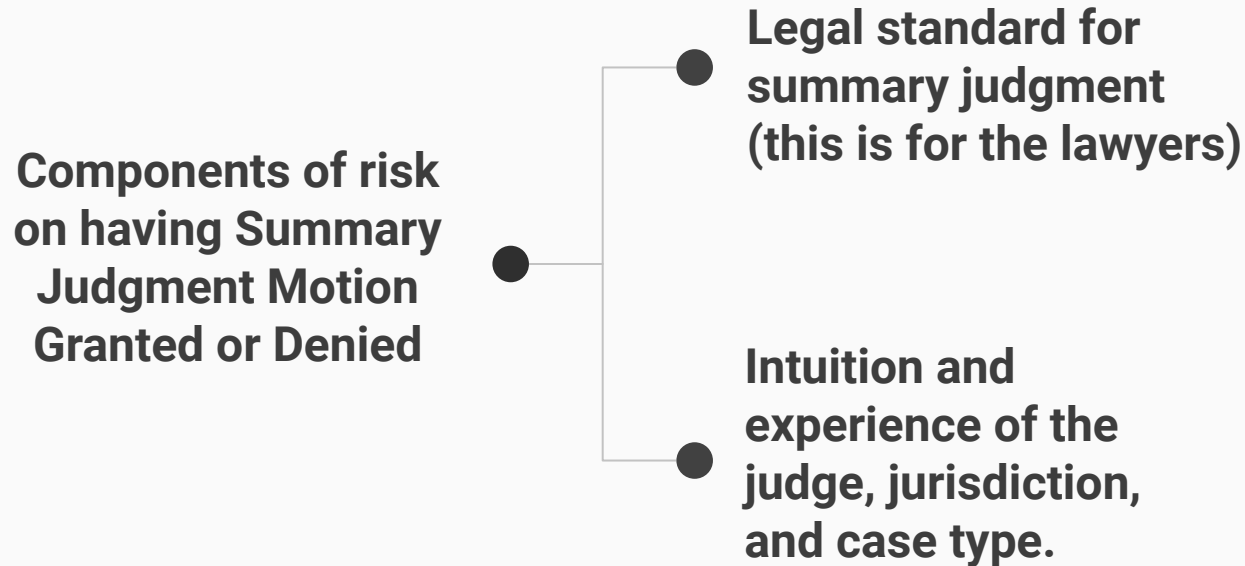 Components of risk
on having Summary
Judgment Motion
Granted or Denied
Legal standard for
summary judgment
(this is for the lawyers)
Intuition and
experience of the
judge, jurisdiction,
and case type.